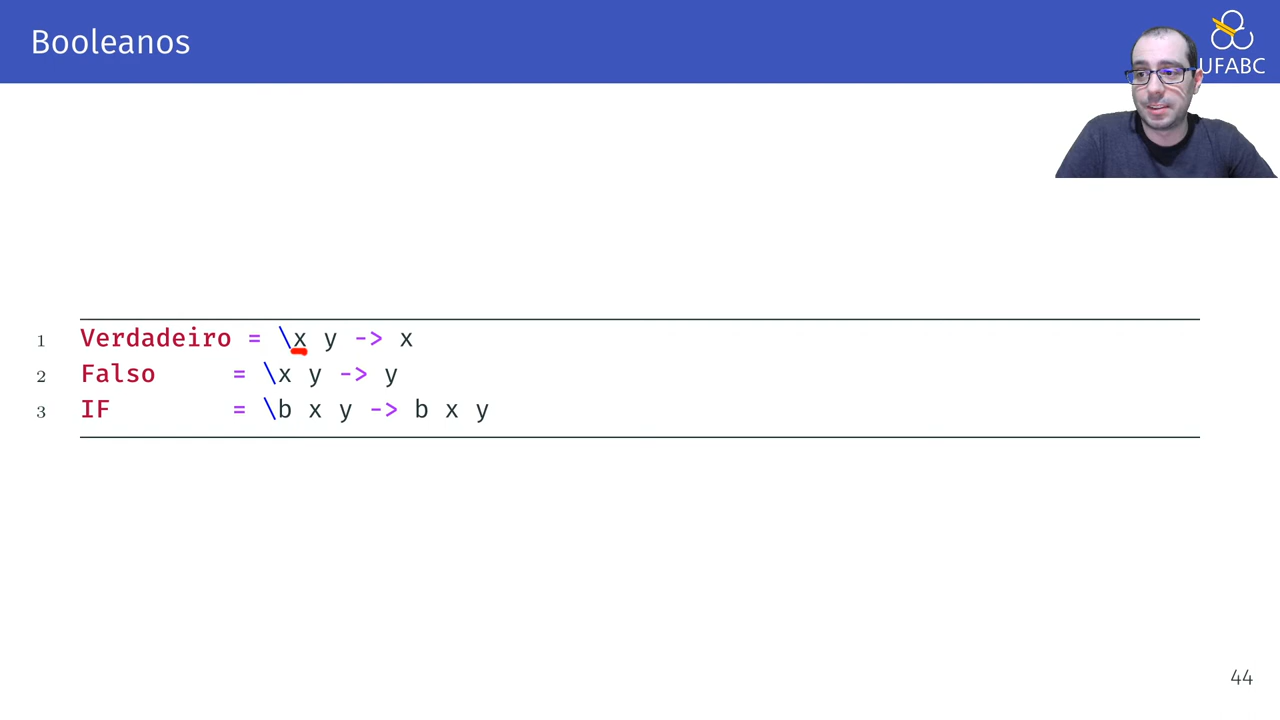 Booleanos
UFABC
1 Verdadeiro = \x y -> x
2 Falso = \x y -> y
3 IF = \b x y -> b x y
44